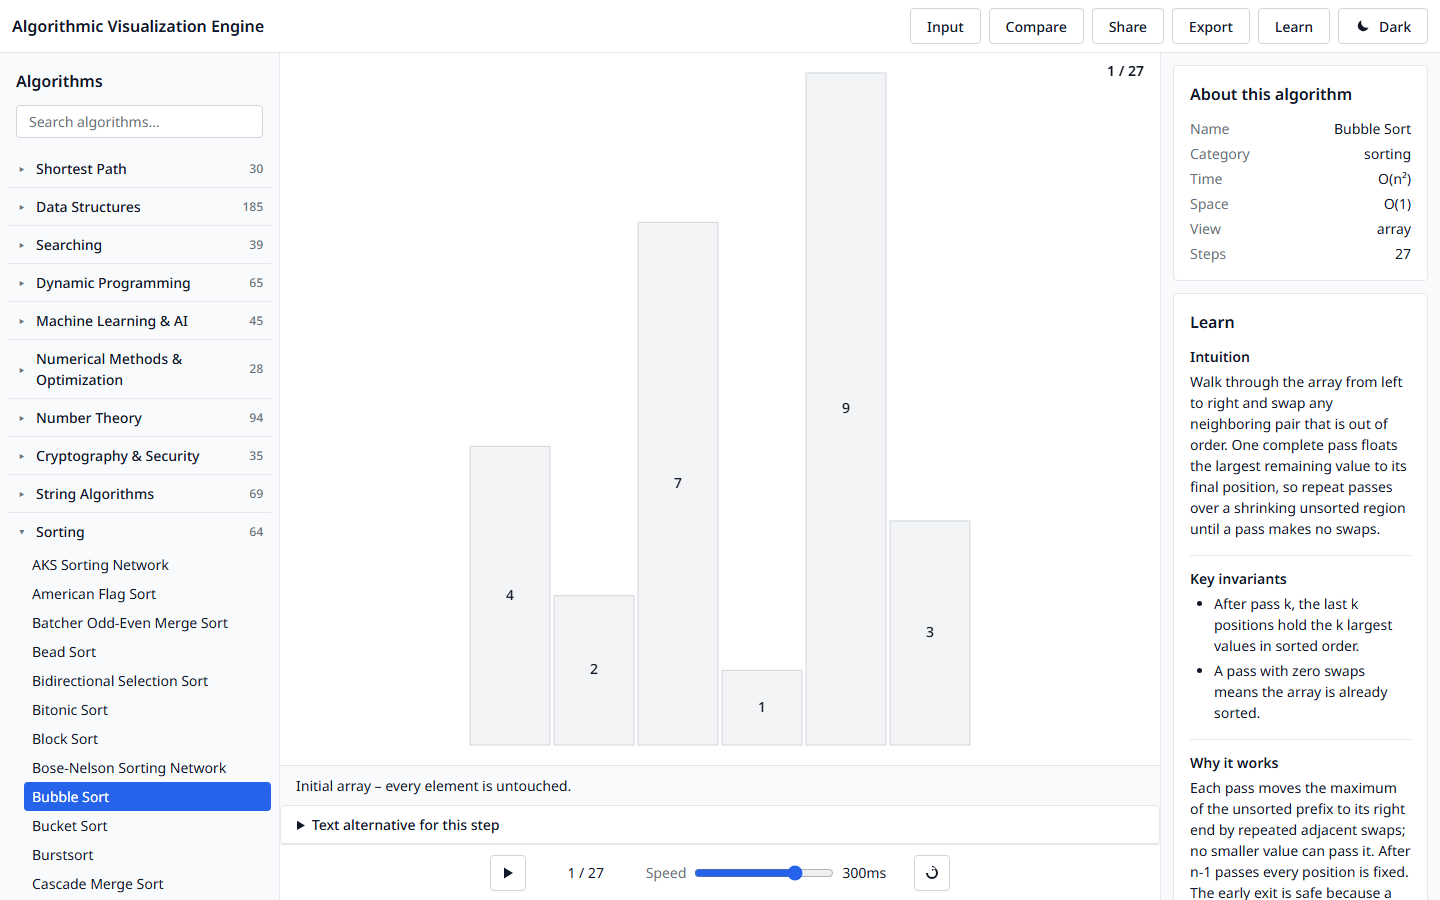 Algorithmic Visualization Engine
Input
Compare
Share
Export
Learn
Dark
Algorithms
Search algorithms...
Shortest Path 30
Data Structures 185
Searching 39
Dynamic Programming 65
Machine Learning & AI 45
Numerical Methods &
Optimization 28
Number Theory 94
Cryptography & Security 35
String Algorithms 69
Sorting 64
AKS Sorting Network
American Flag Sort
Batcher Odd-Even Merge Sort
Bead Sort
Bidirectional Selection Sort
Bitonic Sort
Block Sort
Bose-Nelson Sorting Network
Bubble Sort
Bucket Sort
Burstsort
Cascade Merge Sort
1 / 27
4
2
7
1
9
3
Initial array – every element is untouched.
Text alternative for this step
1 / 27
Speed
300ms
About this algorithm
Name Bubble Sort
Category sorting
Time O(n²)
Space O(1)
View array
Steps 27
Learn
Intuition
Walk through the array from left
to right and swap any
neighboring pair that is out of
order. One complete pass floats
the largest remaining value to its
final position, so repeat passes
over a shrinking unsorted region
until a pass makes no swaps.
Key invariants
• After pass k, the last k
positions hold the k largest
values in sorted order.
• A pass with zero swaps
means the array is already
sorted.
Why it works
Each pass moves the maximum
of the unsorted prefix to its right
end by repeated adjacent swaps;
no smaller value can pass it. After
n-1 passes every position is fixed.
The early exit is safe because a